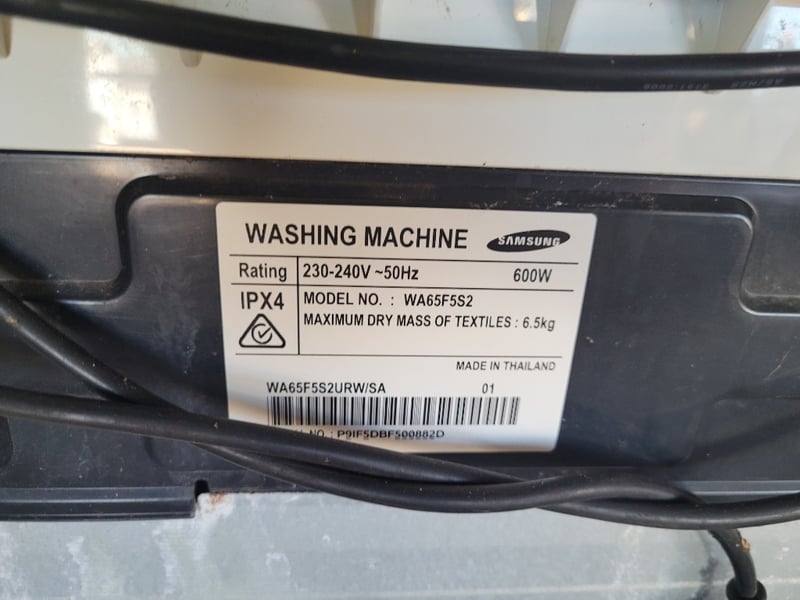 WASHING MACHINE SAMSUNG
Rating 230-240V ~50Hz 600W
IPX4 MODEL NO. : WA65F5S2
MAXIMUM DRY MASS OF TEXTILES : 6.5kg
MADE IN THAILAND
WA65F5S2URW/SA 01
NO. : P9IF5DBF500882D